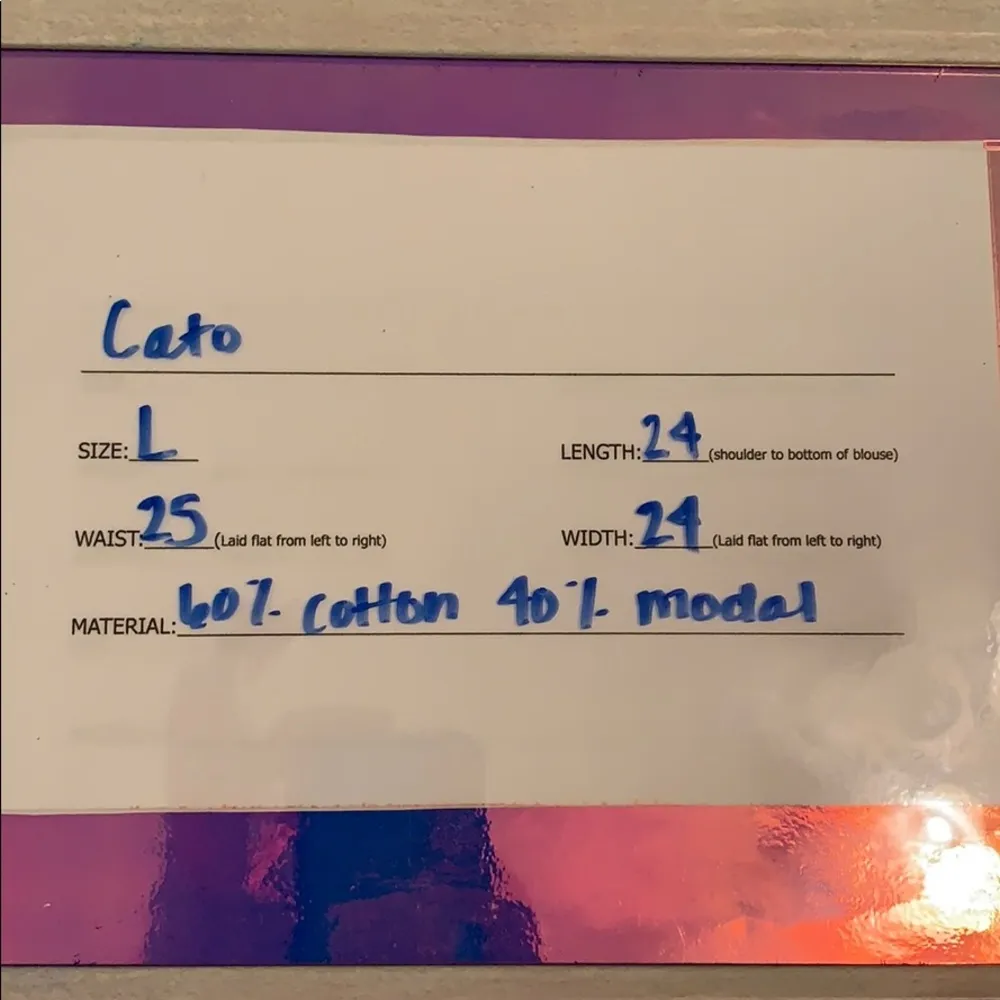 Cato
SIZE: L LENGTH: 24 (shoulder to bottom of blouse)
WAIST: 25 (Laid flat from left to right) WIDTH: 24 (Laid flat from left to right)
MATERIAL: 60% cotton 40% modal